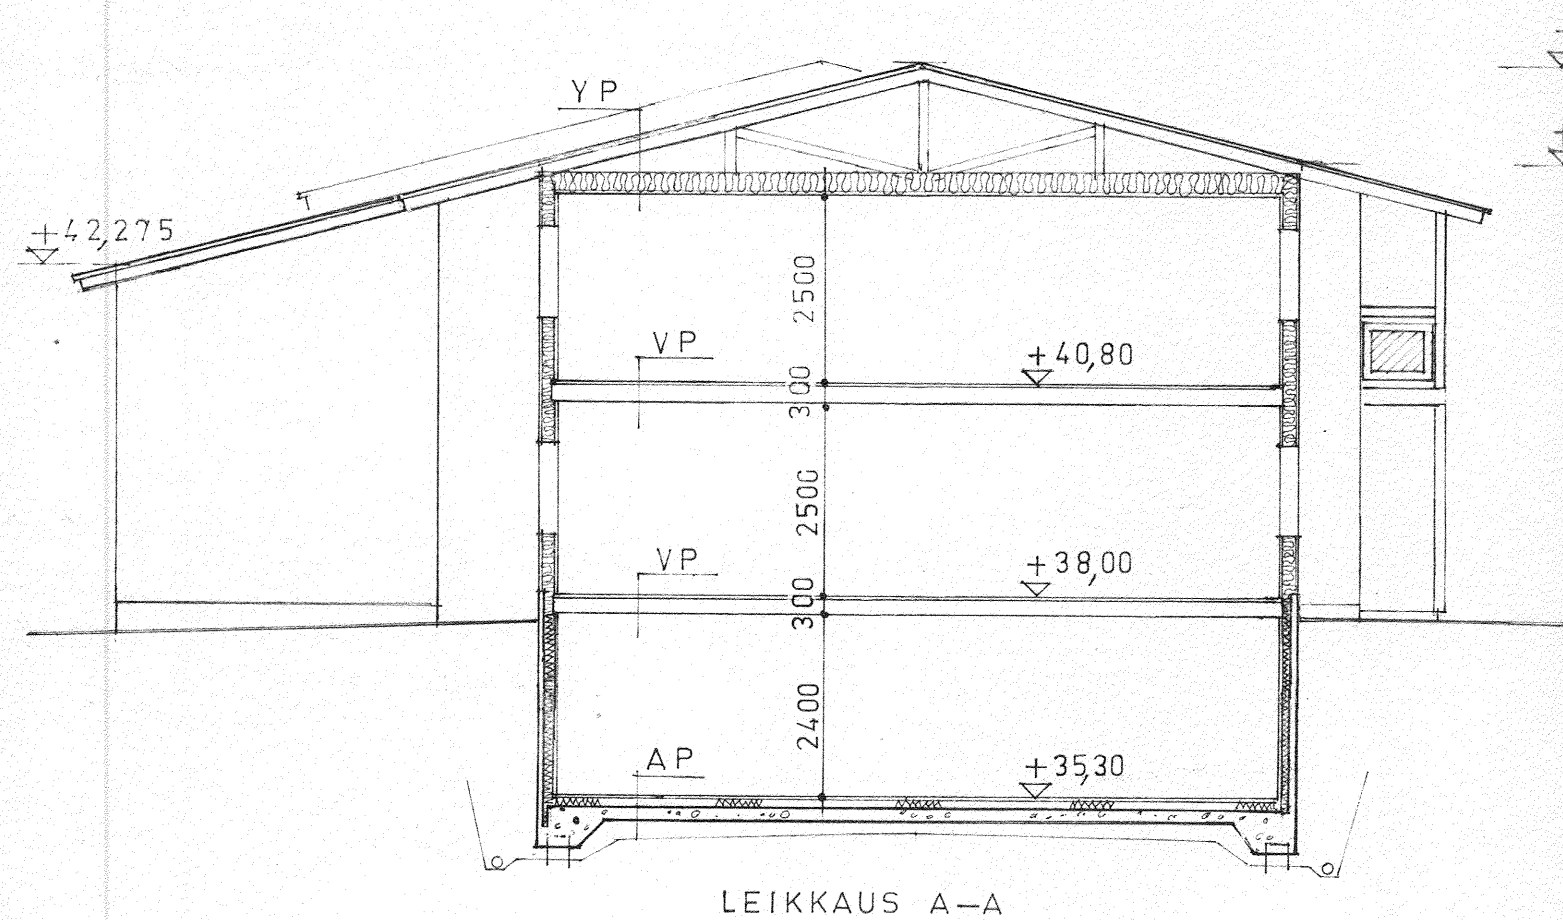 YP
+42,275
2500
VP
+40,80
300
2500
VP
+38,00
300
2400
AP
+35,30
LEIKKAUS A–A